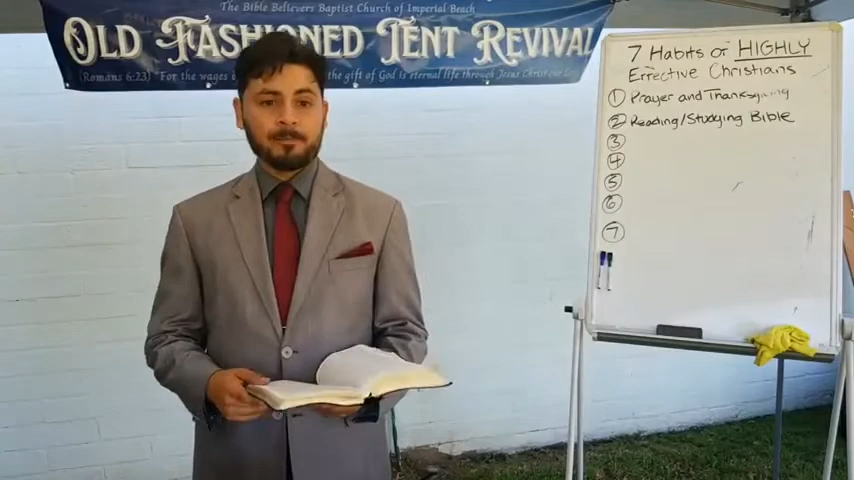 The Bible Believers Baptist Church of Imperial Beach
Old Fashioned Tent Revival
Romans 6:23
For the wages
gift of God is eternal life through Jesus Christ our
7 Habits of HIGHLY
Effective Christians
① Prayer and Thanksgiving
② Reading/Studying Bible
③
④
⑤
⑥
⑦